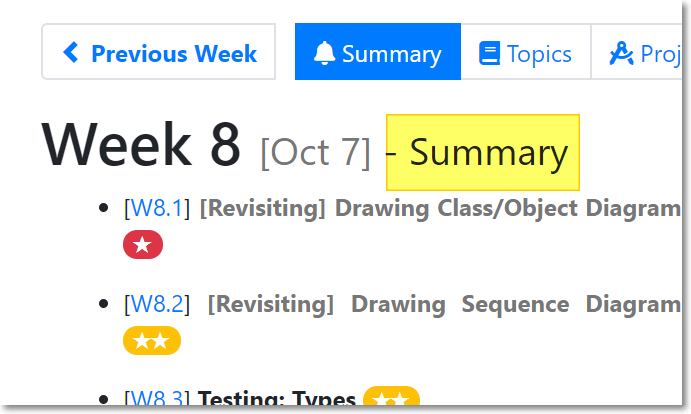 Previous Week Summary Topics
Week 8 [Oct 7] - Summary
[W8.1] [Revisiting] Drawing Class/Object Diagram
[W8.2] [Revisiting] Drawing Sequence Diagram
[W8.3] Testing: Types